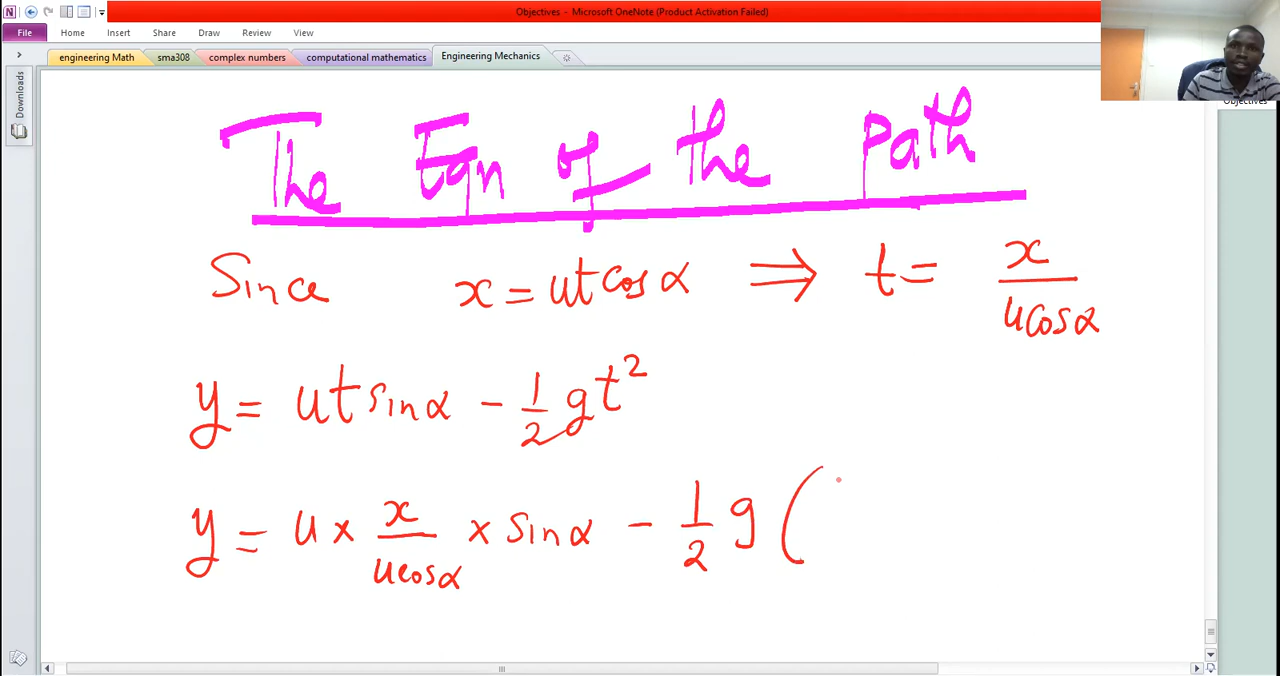 Objectives - Microsoft OneNote (Product Activation Failed)
File Home Insert Share Draw Review View
engineering Math sma308 complex numbers computational mathematics Engineering Mechanics
Objectives
Downloads
The Eqn of the Path
Since x = ut cos α ⇒ t = x / u cos α
y = ut sin α - 1/2 gt²
y = u × x / u cos α × sin α - 1/2 g (